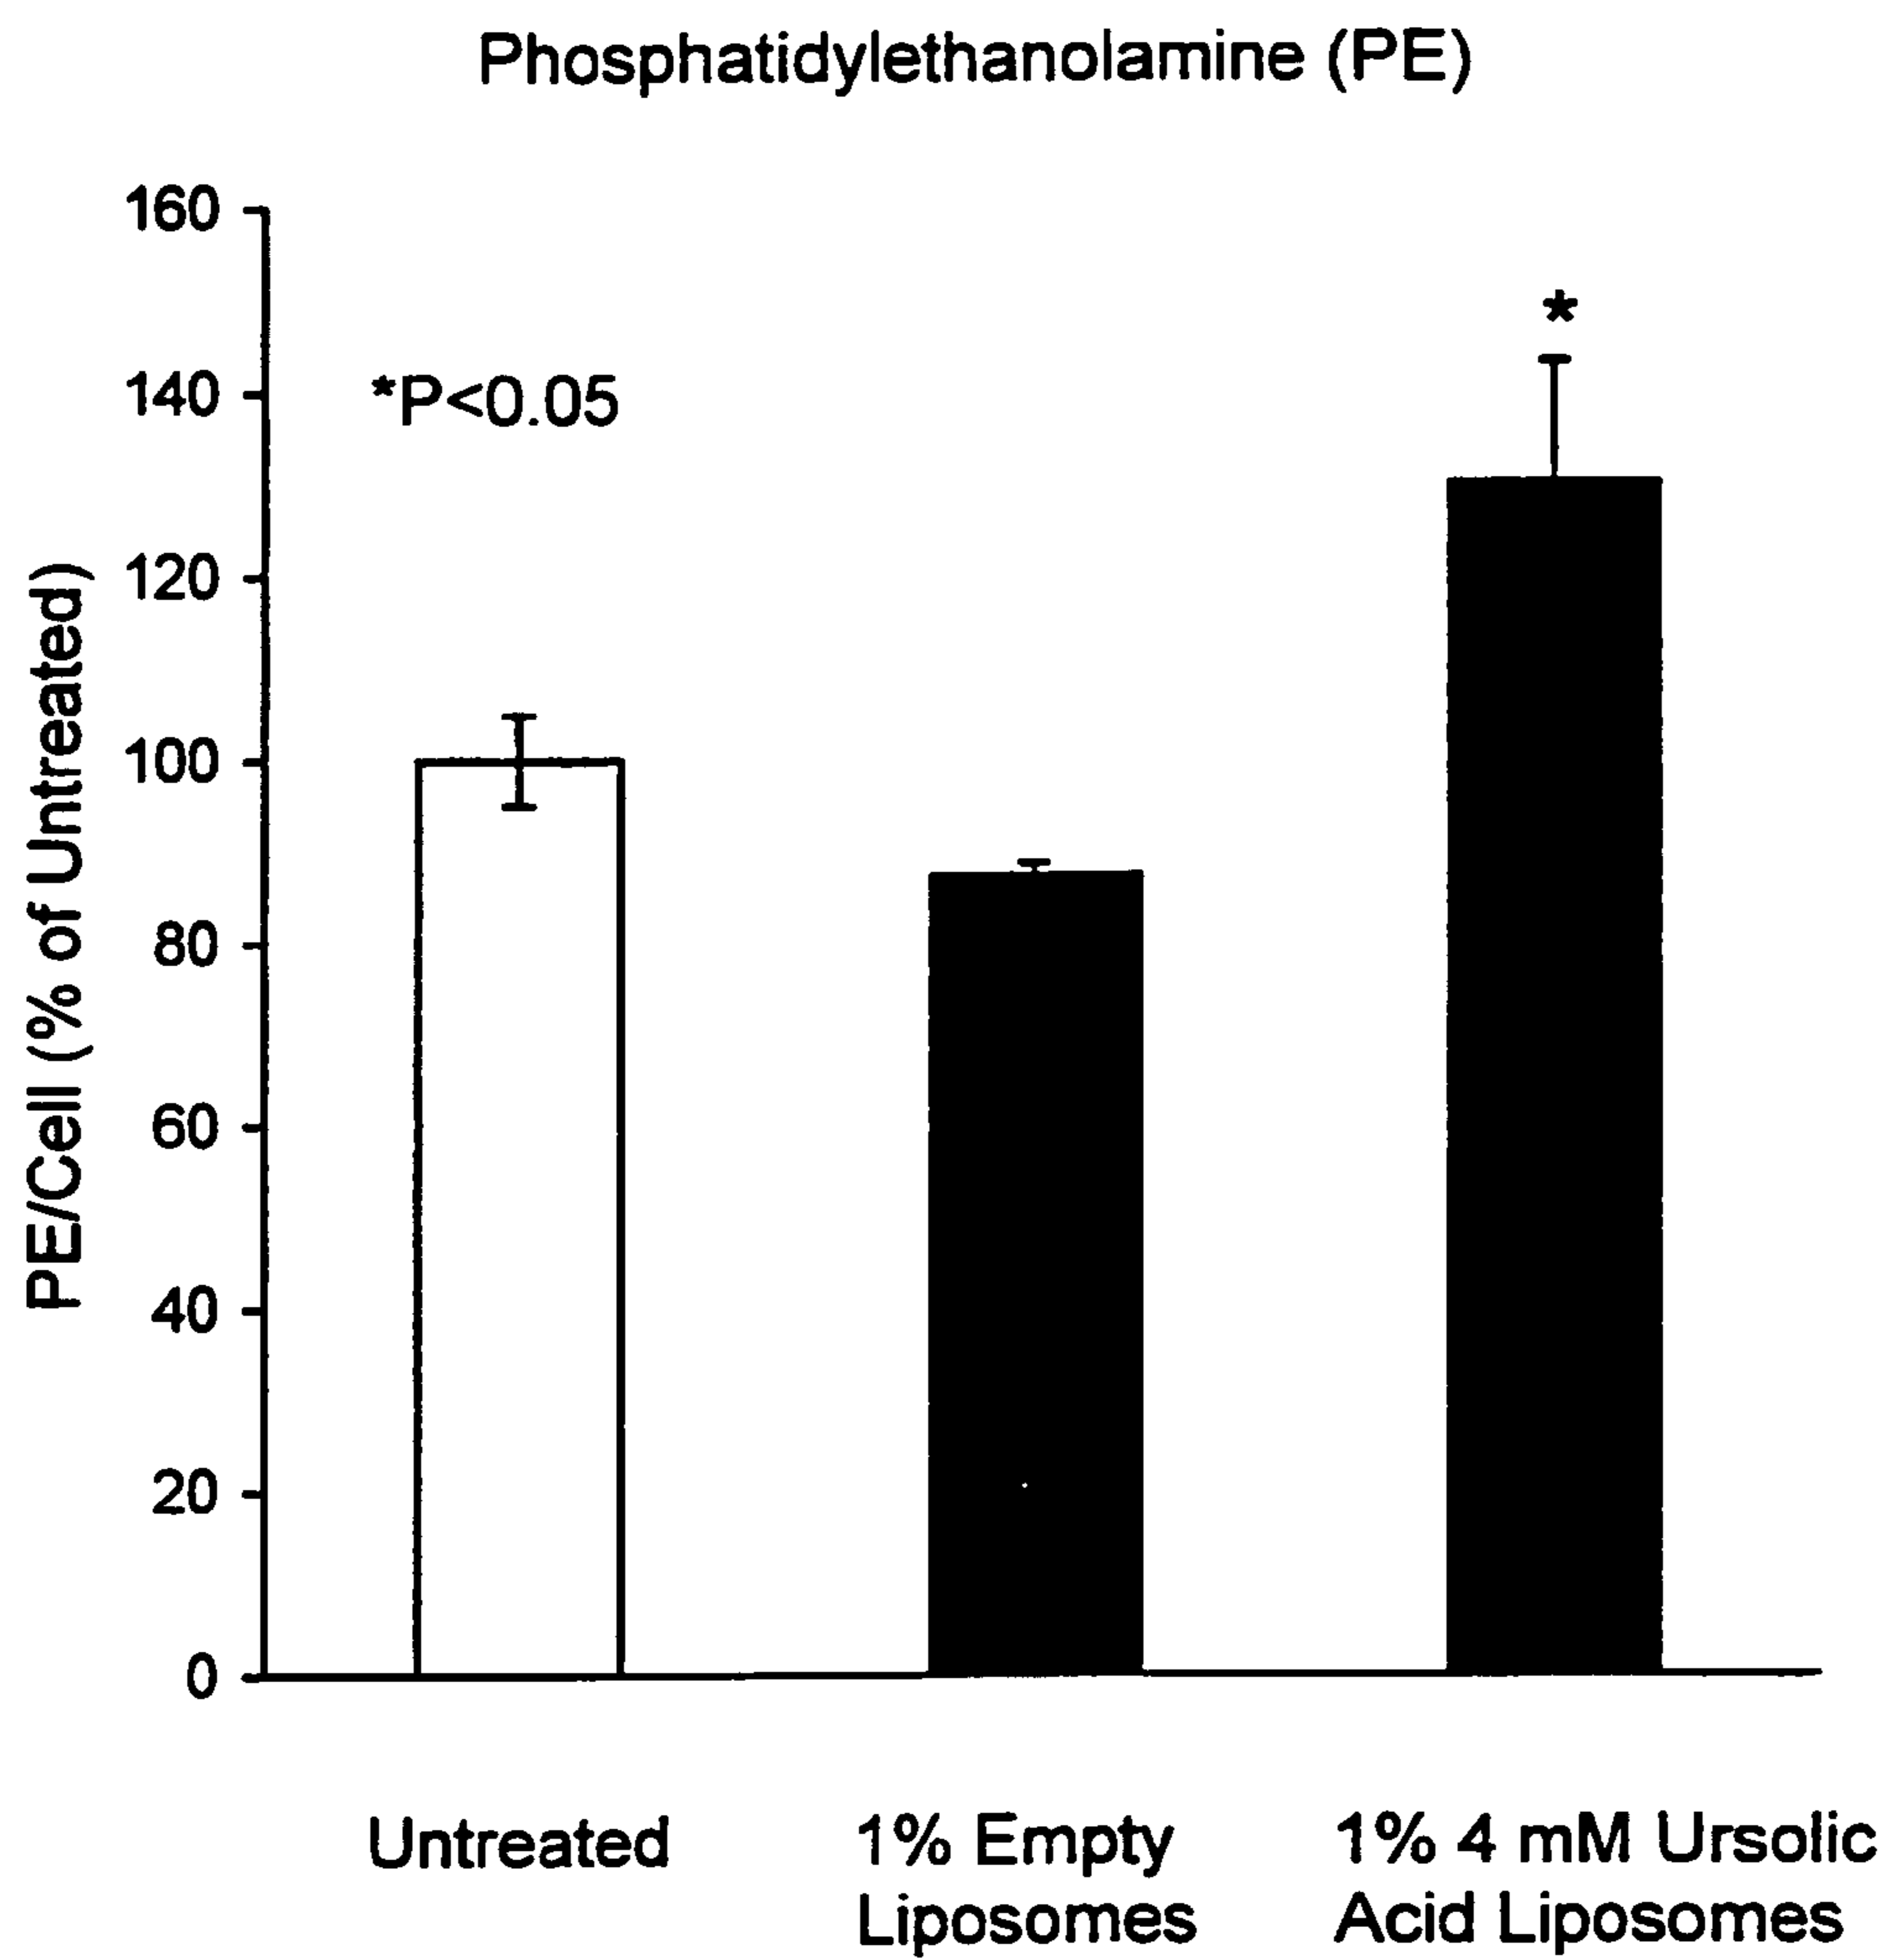 Phosphatidylethanolamine (PE)
160
*
140
*P<0.05
120
100
80
60
40
20
0
PE/Cell (% of Untreated)
Untreated
1% Empty
Liposomes
1% 4 mM Ursolic
Acid Liposomes